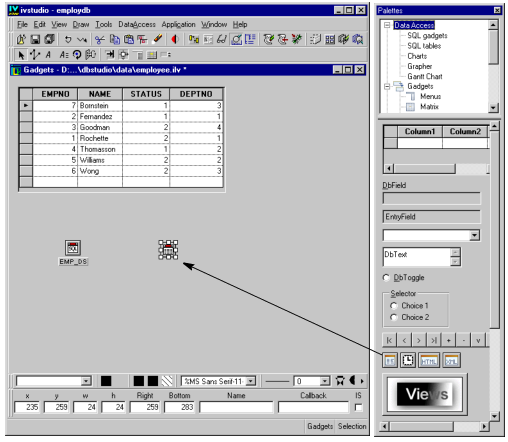 ivstudio - employdb
File Edit View Draw Tools DataAccess Application Window Help
Gadgets - D:...\dbstudio\data\employee.ilv *
EMPNO NAME STATUS DEPTNO
7 Bornstein 1 3
2 Fernandez 1 1
3 Goodman 2 4
1 Rochette 2 1
4 Thomasson 1 2
5 Williams 2 2
6 Wong 2 3
SQL
EMP_DS
%MS Sans Serif-11-
0
x y w h Right Bottom Name Callback IS
235 259 24 24 259 283
Gadgets Selection
Palettes
Data Access
SQL gadgets
SQL tables
Charts
Grapher
Gantt Chart
Gadgets
Menus
Matrix
Column1 Column2
DbField
EntryField
DbText
DbToggle
Selector
Choice 1
Choice 2
HTML
XML
Views